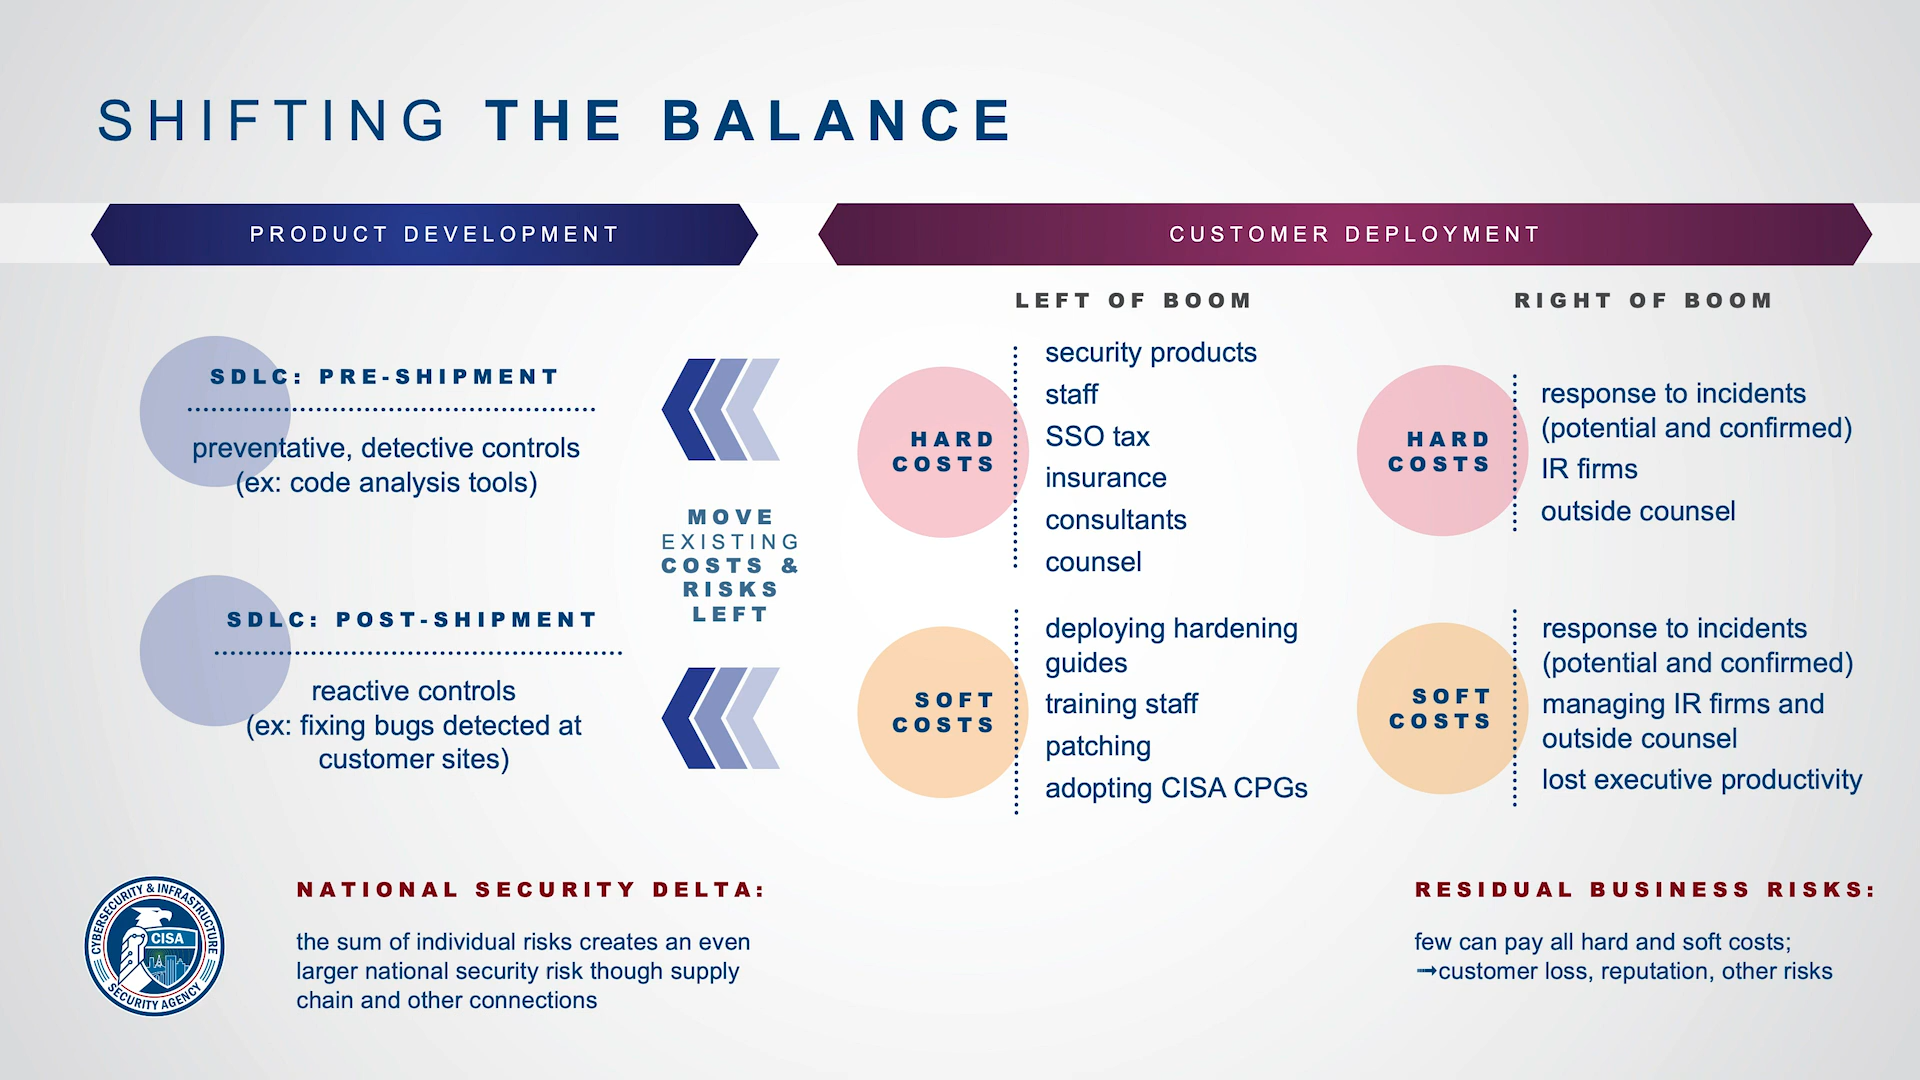 SHIFTING THE BALANCE
PRODUCT DEVELOPMENT
SDLC: PRE-SHIPMENT
preventative, detective controls
(ex: code analysis tools)
SDLC: POST-SHIPMENT
reactive controls
(ex: fixing bugs detected at
customer sites)
MOVE
EXISTING
COSTS &
RISKS
LEFT
CUSTOMER DEPLOYMENT
LEFT OF BOOM
HARD
COSTS
security products
staff
SSO tax
insurance
consultants
counsel
SOFT
COSTS
deploying hardening
guides
training staff
patching
adopting CISA CPGs
RIGHT OF BOOM
HARD
COSTS
response to incidents
(potential and confirmed)
IR firms
outside counsel
SOFT
COSTS
response to incidents
(potential and confirmed)
managing IR firms and
outside counsel
lost executive productivity
CYBERSECURITY & INFRASTRUCTURE
CISA
SECURITY AGENCY
NATIONAL SECURITY DELTA:
the sum of individual risks creates an even
larger national security risk though supply
chain and other connections
RESIDUAL BUSINESS RISKS:
few can pay all hard and soft costs;
→customer loss, reputation, other risks